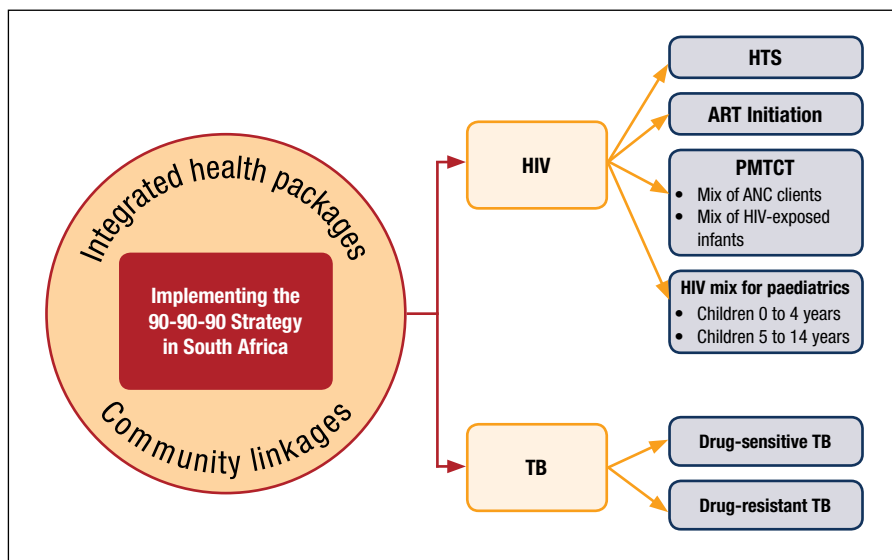 Integrated health packages
Implementing the
90-90-90 Strategy
in South Africa
Community linkages
HIV
TB
HTS
ART Initiation
PMTCT
• Mix of ANC clients
• Mix of HIV-exposed
infants
HIV mix for paediatrics
• Children 0 to 4 years
• Children 5 to 14 years
Drug-sensitive TB
Drug-resistant TB